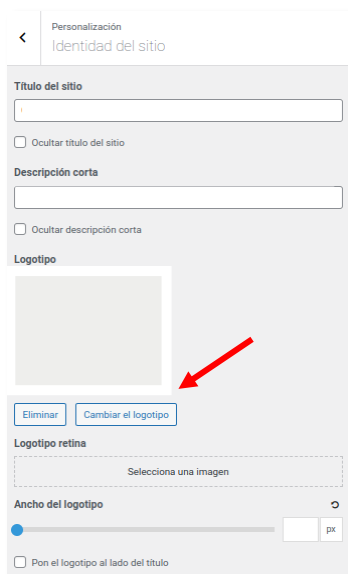 Personalización
Identidad del sitio
Título del sitio
Ocultar título del sitio
Descripción corta
Ocultar descripción corta
Logotipo
Eliminar Cambiar el logotipo
Logotipo retina
Selecciona una imagen
Ancho del logotipo
px
Pon el logotipo al lado del título